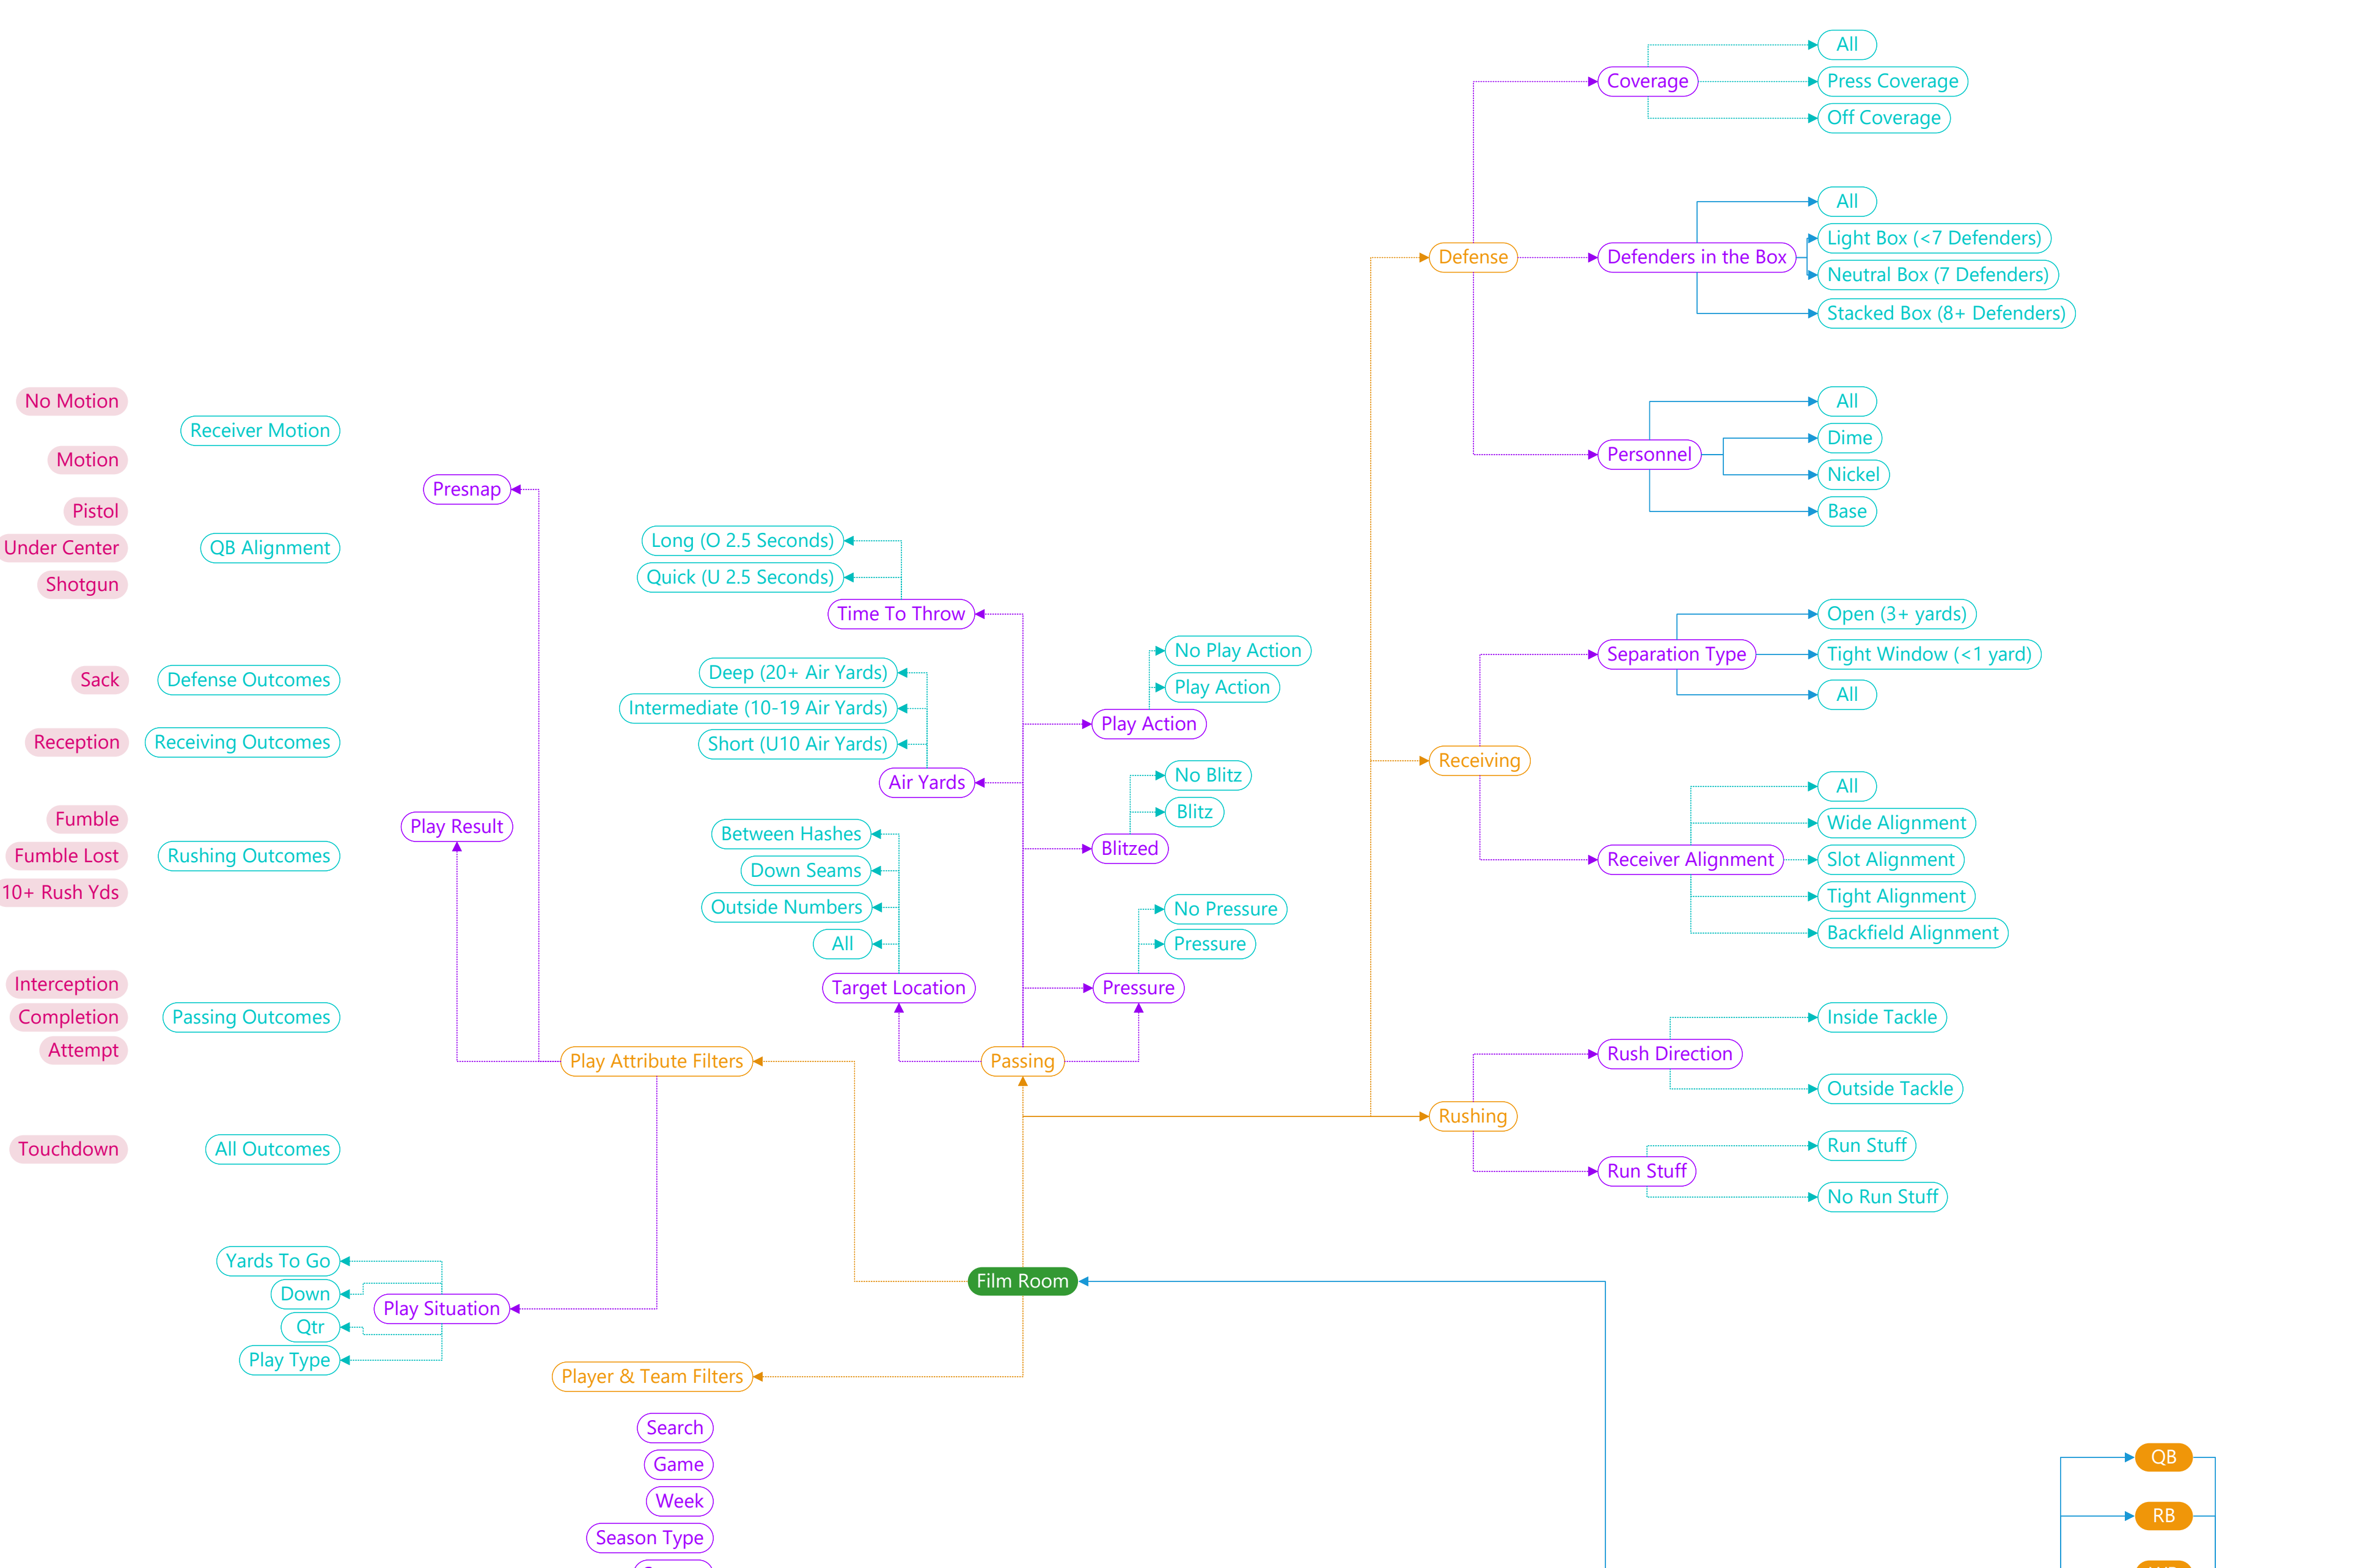 All
Coverage
Press Coverage
Off Coverage
All
Light Box (<7 Defenders)
Defense
Defenders in the Box
Neutral Box (7 Defenders)
Stacked Box (8+ Defenders)
No Motion
All
Receiver Motion
Dime
Motion
Personnel
Nickel
Presnap
Pistol
Base
Long (O 2.5 Seconds)
Under Center
QB Alignment
Quick (U 2.5 Seconds)
Shotgun
Time To Throw
Open (3+ yards)
No Play Action
Separation Type
Tight Window (<1 yard)
Deep (20+ Air Yards)
Sack
Defense Outcomes
Play Action
All
Intermediate (10-19 Air Yards)
Play Action
Reception
Receiving Outcomes
Short (U10 Air Yards)
Receiving
No Blitz
Air Yards
All
Blitz
Fumble
Play Result
Wide Alignment
Between Hashes
Blitzed
Fumble Lost
Rushing Outcomes
Receiver Alignment
Slot Alignment
Down Seams
10+ Rush Yds
Tight Alignment
Outside Numbers
No Pressure
Backfield Alignment
All
Pressure
Interception
Target Location
Pressure
Completion
Passing Outcomes
Inside Tackle
Attempt
Rush Direction
Play Attribute Filters
Passing
Outside Tackle
Rushing
Touchdown
All Outcomes
Run Stuff
Run Stuff
No Run Stuff
Yards To Go
Film Room
Down
Play Situation
Qtr
Play Type
Player & Team Filters
Search
QB
Game
Week
RB
Season Type